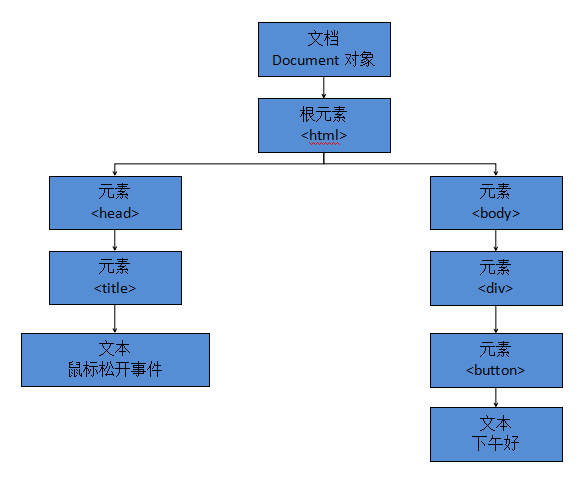 文档
Document 对象
根元素
<html>
元素
<head>
元素
<body>
元素
<title>
元素
<div>
文本
鼠标松开事件
元素
<button>
文本
下午好